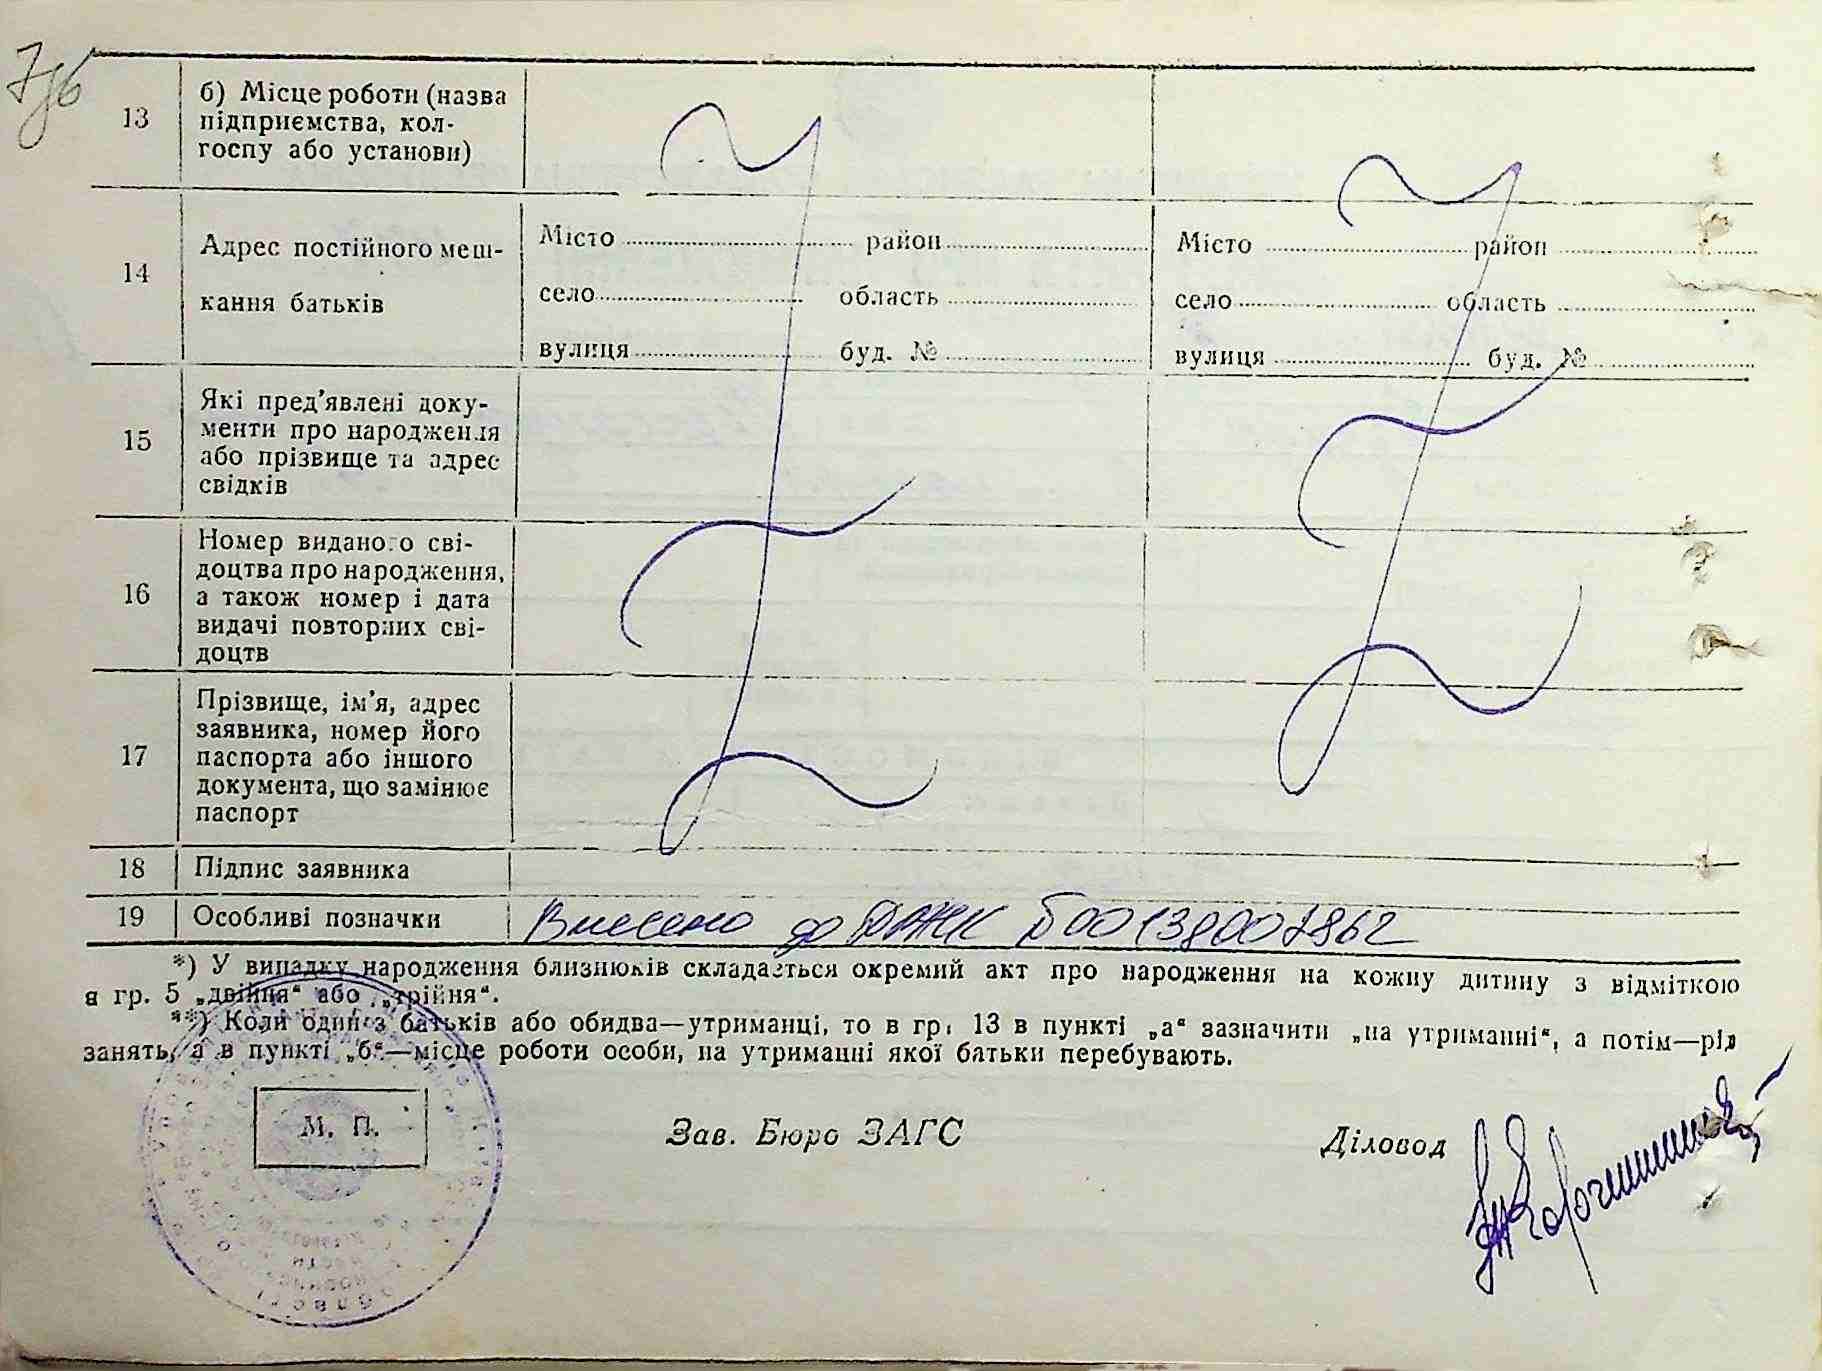 13
б) Місце роботи (назва
підприємства, кол-
госпу або установи)
14
Адрес постійного меш-
кання батьків
Місто район
село область
вулиця буд. №
Місто район
село область
вулиця буд. №
15
Які пред'явлені доку-
менти про народження
або прізвище та адрес
свідків
16
Номер виданого сві-
доцтва про народження,
а також номер і дата
видачі повторних сві-
доцтв
17
Прізвище, ім'я, адрес
заявника, номер його
паспорта або іншого
документа, що замінює
паспорт
18 Підпис заявника
19 Особливі позначки Внесено до
*) У випадку народження близнюків складається окремий акт про народження на кожну дитину з відміткою
в гр. 5 „двійня“ або „трійня“.
**) Коли один з батьків або обидва—утриманці, то в гр. 13 в пункті „а“ зазначити „на утриманні“, а потім—рід
занять, а в пункті „б“—місце роботи особи, на утриманні якої батьки перебувають.
М. П.
Зав. Бюро ЗАГС
Діловод